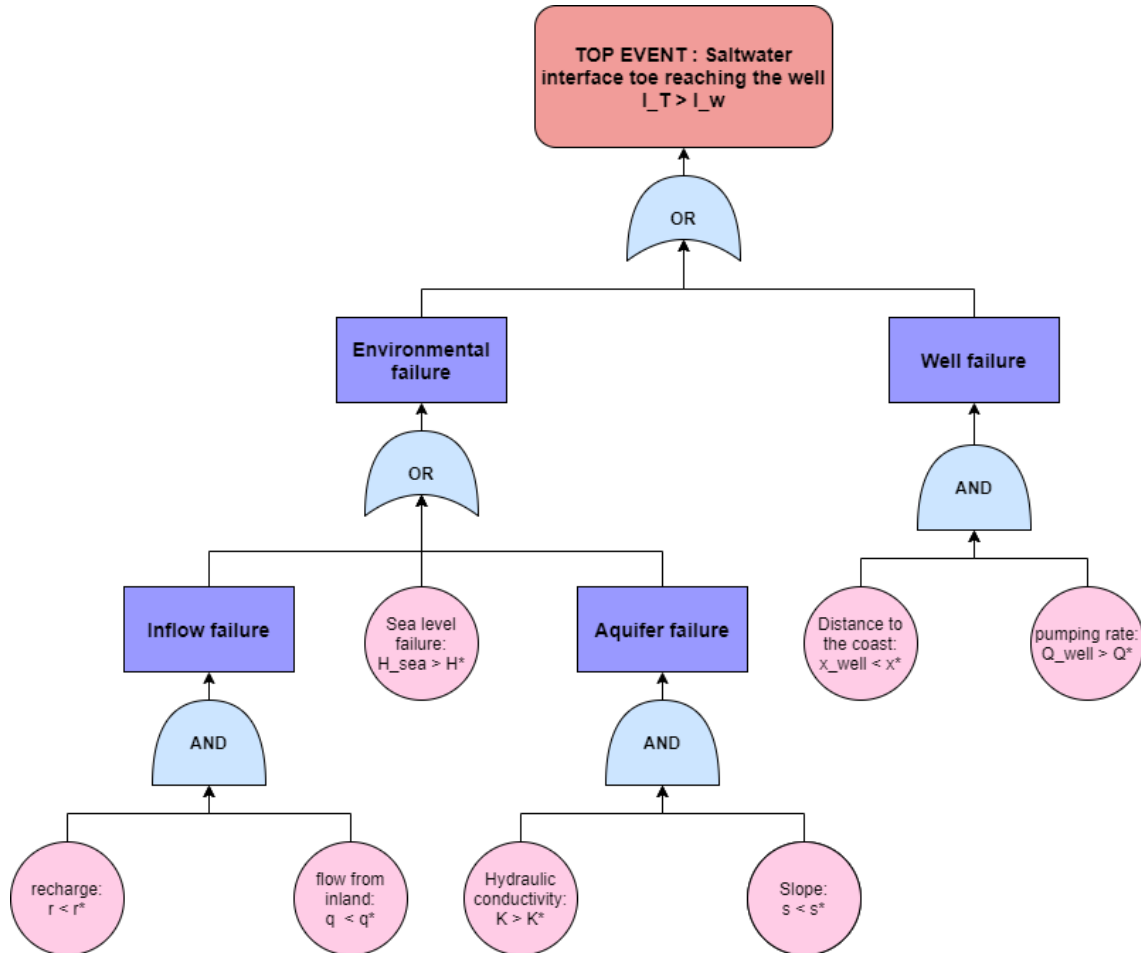 TOP EVENT : Saltwater
interface toe reaching the well
l_T > l_w
OR
Environmental
failure
Well failure
OR
AND
Inflow failure
Sea level
failure:
H_sea > H*
Aquifer failure
Distance to
the coast:
x_well < x*
pumping rate:
Q_well > Q*
AND
AND
recharge:
r < r*
flow from
inland:
q < q*
Hydraulic
conductivity:
K > K*
Slope:
s < s*